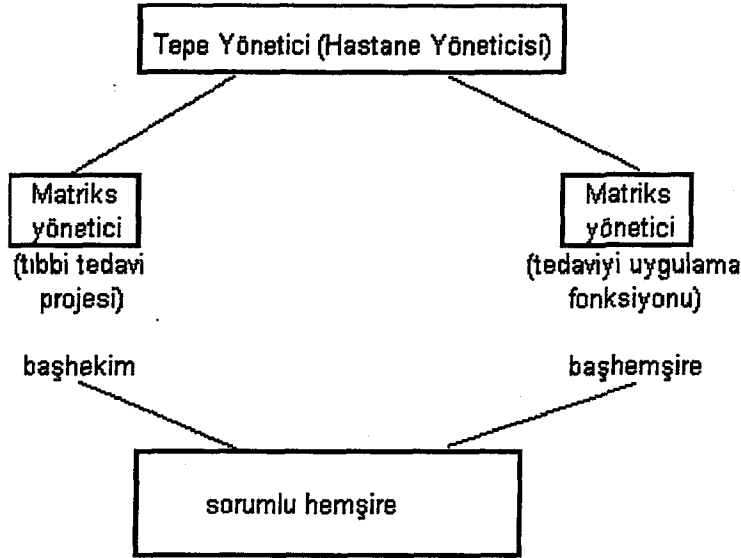 Tepe Yönetici (Hastane Yöneticisi)
Matriks
yönetici
(tıbbi tedavi
projesi)
başhekim
Matriks
yönetici
(tedaviyi uygulama
fonksiyonu)
başhemşire
sorumlu hemşire